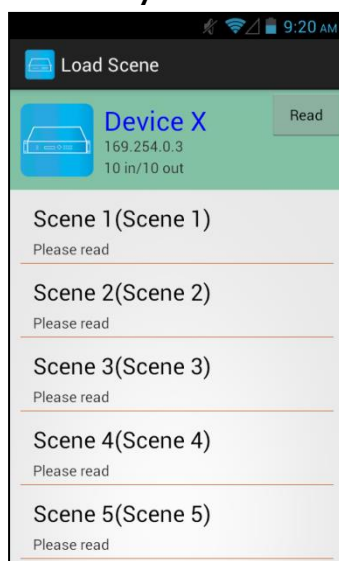 9:20 AM
Load Scene
Device X
Read
169.254.0.3
10 in/10 out
Scene 1(Scene 1)
Please read
Scene 2(Scene 2)
Please read
Scene 3(Scene 3)
Please read
Scene 4(Scene 4)
Please read
Scene 5(Scene 5)
Please read